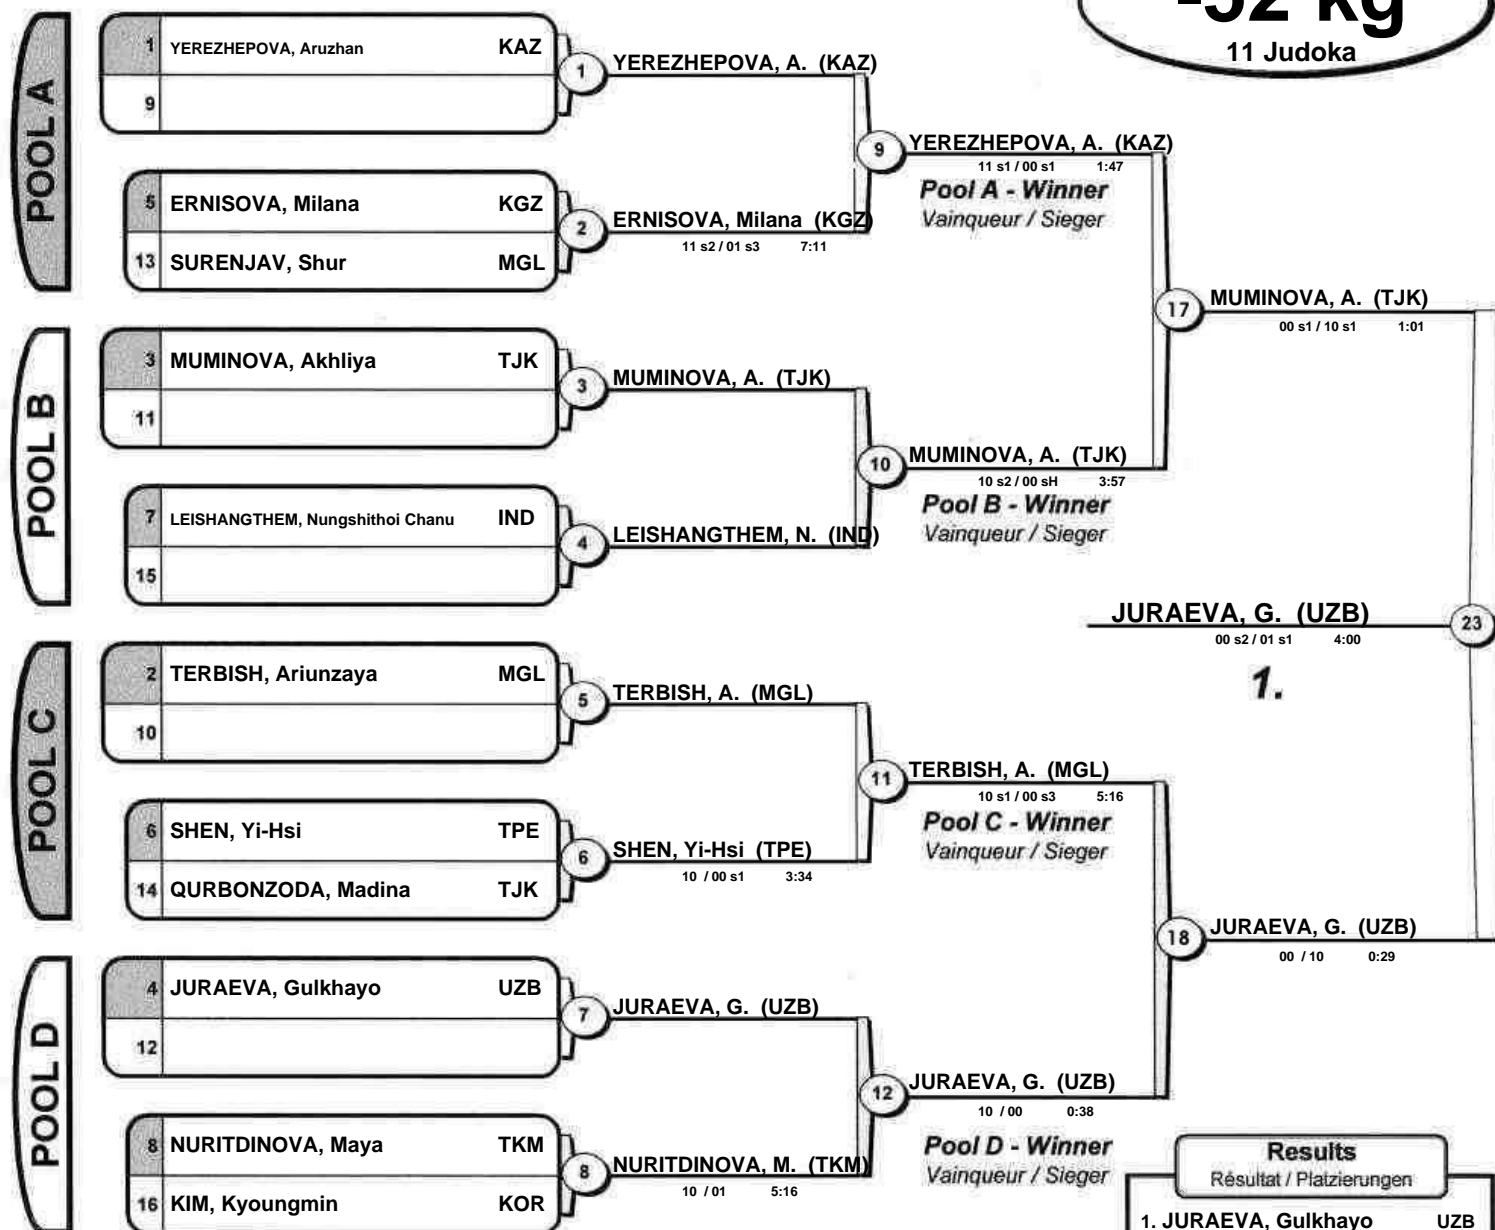 -52 kg
11 Judoka
POOL A
1 YEREZHEPOVA, Aruzhan KAZ
9
1 YEREZHEPOVA, A. (KAZ)
5 ERNISOVA, Milana KGZ
13 SURENJAV, Shur MGL
2 ERNISOVA, Milana (KGZ)
11 s2 / 01 s3 7:11
9 YEREZHEPOVA, A. (KAZ)
11 s1 / 00 s1 1:47
Pool A - Winner
Vainqueur / Sieger
POOL B
3 MUMINOVA, Akhliya TJK
11
3 MUMINOVA, A. (TJK)
7 LEISHANGTHEM, Nungshithoi Chanu IND
15
4 LEISHANGTHEM, N. (IND)
10 MUMINOVA, A. (TJK)
10 s2 / 00 sH 3:57
Pool B - Winner
Vainqueur / Sieger
17 MUMINOVA, A. (TJK)
00 s1 / 10 s1 1:01
JURAEVA, G. (UZB) 23
00 s2 / 01 s1 4:00
1.
POOL C
2 TERBISH, Ariunzaya MGL
10
5 TERBISH, A. (MGL)
6 SHEN, Yi-Hsi TPE
14 QURBONZODA, Madina TJK
6 SHEN, Yi-Hsi (TPE)
10 / 00 s1 3:34
11 TERBISH, A. (MGL)
10 s1 / 00 s3 5:16
Pool C - Winner
Vainqueur / Sieger
POOL D
4 JURAEVA, Gulkhayo UZB
12
7 JURAEVA, G. (UZB)
8 NURITDINOVA, Maya TKM
16 KIM, Kyoungmin KOR
8 NURITDINOVA, M. (TKM)
10 / 01 5:16
12 JURAEVA, G. (UZB)
10 / 00 0:38
Pool D - Winner
Vainqueur / Sieger
18 JURAEVA, G. (UZB)
00 / 10 0:29
Results
Résultat / Platzierungen
1. JURAEVA, Gulkhayo UZB